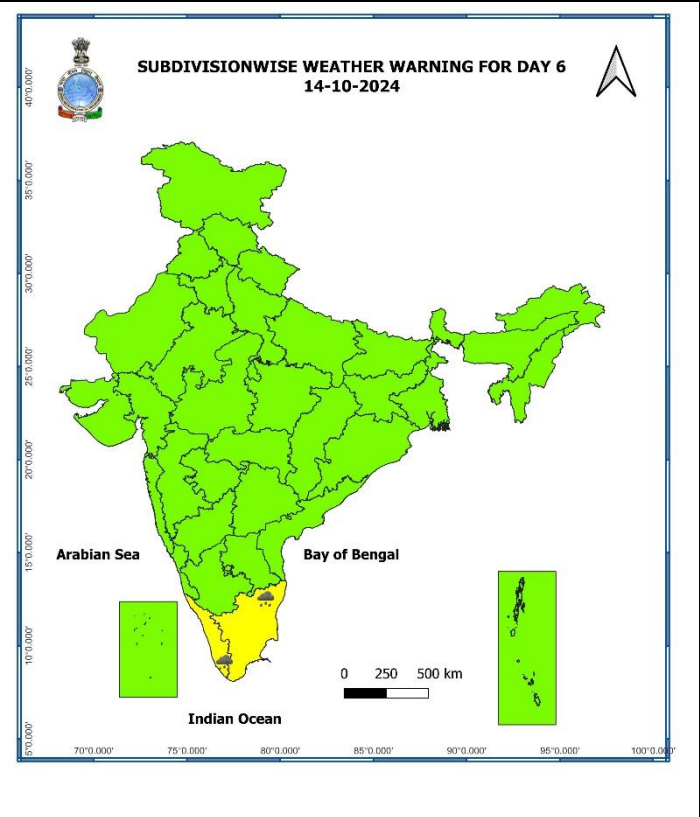 SUBDIVISIONWISE WEATHER WARNING FOR DAY 6
14-10-2024
40°0.000'
35°0.000'
30°0.000'
25°0.000'
20°0.000'
15°0.000'
10°0.000'
5°0.000'
Arabian Sea
Bay of Bengal
0 250 500 km
Indian Ocean
70°0.000' 75°0.000' 80°0.000' 85°0.000' 90°0.000' 95°0.000' 100°0.000'